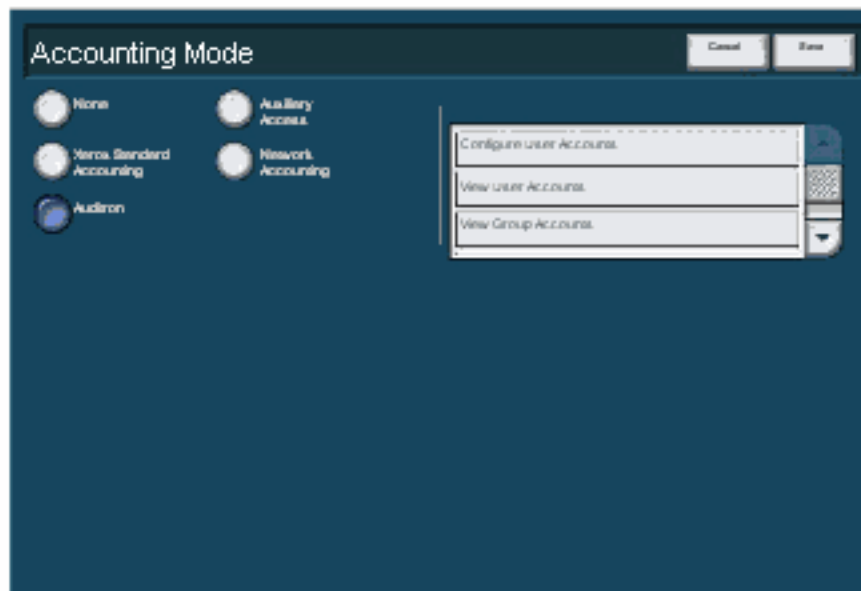 Accounting Mode
Cancel
Save
None
Auxiliary
Access
Xerox Standard
Accounting
Network
Accounting
Auditron
Configure User Accounts
View User Accounts
View Group Accounts